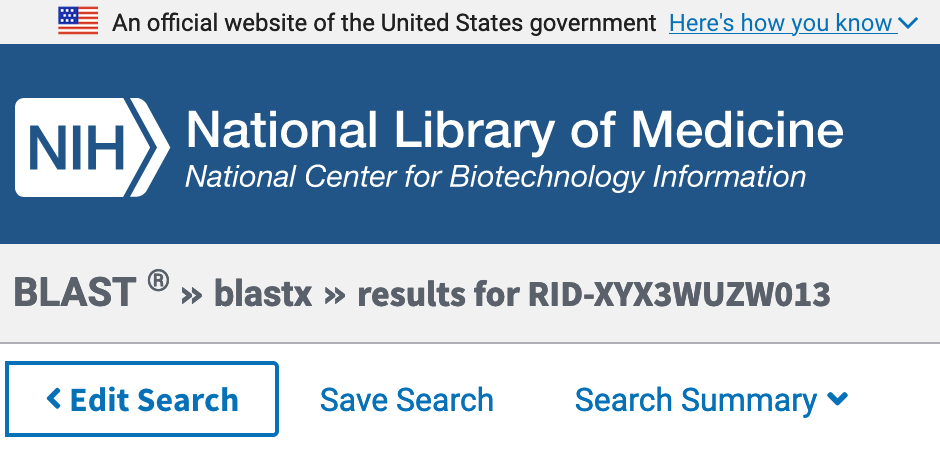 An official website of the United States government Here's how you know
NIH
National Library of Medicine
National Center for Biotechnology Information
BLAST ® » blastx » results for RID-XYX3WUZW013
Edit Search Save Search Search Summary